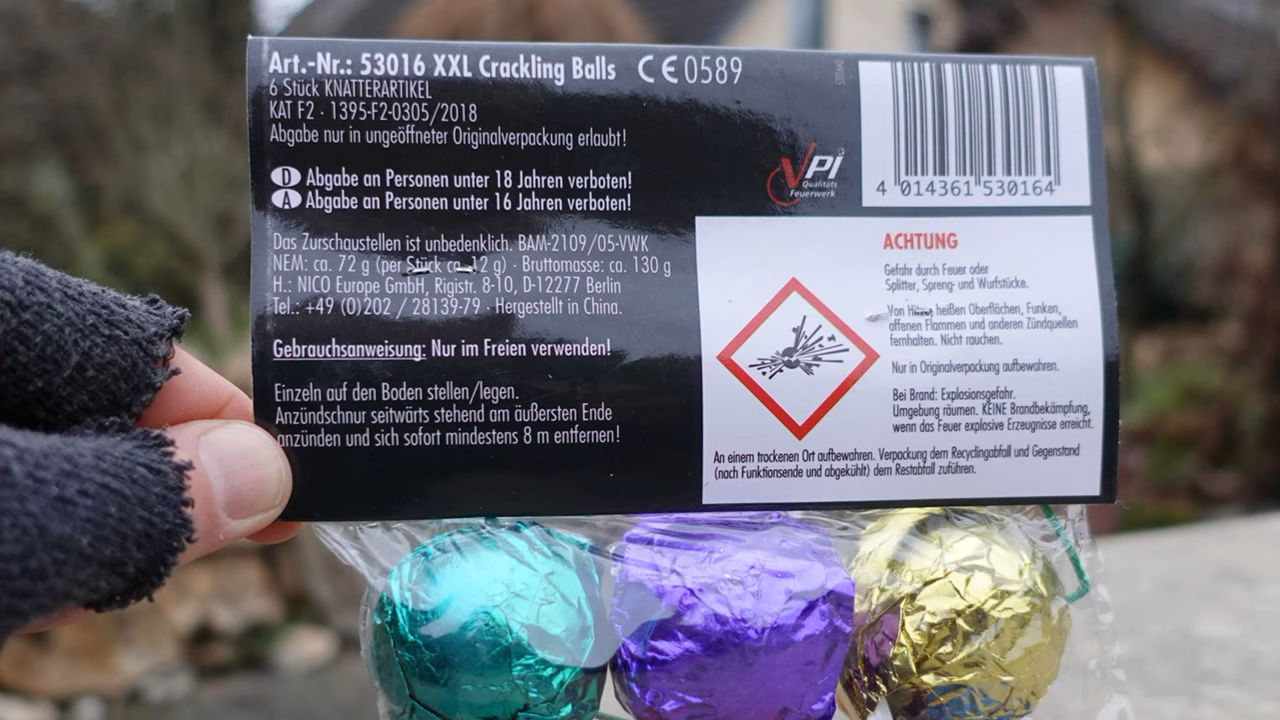 Art.-Nr.: 53016 XXL Crackling Balls CE 0589
6 Stück KNATTERARTIKEL
KAT F2 · 1395-F2-0305/2018
Abgabe nur in ungeöffneter Originalverpackung erlaubt!
D Abgabe an Personen unter 18 Jahren verboten!
A Abgabe an Personen unter 16 Jahren verboten!
Das Zurschaustellen ist unbedenklich. BAM-2109/05-VWK
NEM: ca. 72 g (per Stück ca. 12 g) · Bruttomasse: ca. 130 g
H.: NICO Europe GmbH, Rigistr. 8-10, D-12277 Berlin
Tel.: +49 (0)202 / 28139-79 · Hergestellt in China.
Gebrauchsanweisung: Nur im Freien verwenden!
Einzeln auf den Boden stellen/legen.
Anzündschnur seitwärts stehend am äußersten Ende
anzünden und sich sofort mindestens 8 m entfernen!
VPI
Qualitäts
Feuerwerk
4 014361 530164
ACHTUNG
Gefahr durch Feuer oder
Splitter, Spreng- und Wurfstücke.
Von heißen Oberflächen, Funken,
offenen Flammen und anderen Zündquellen
fernhalten. Nicht rauchen.
Nur in Originalverpackung aufbewahren.
Bei Brand: Explosionsgefahr.
Umgebung räumen. KEINE Brandbekämpfung,
wenn das Feuer explosive Erzeugnisse erreicht.
An einem trockenen Ort aufbewahren. Verpackung dem Recyclingabfall und Gegenstand
(nach Funktionsende und abgekühlt) dem Restabfall zuführen.